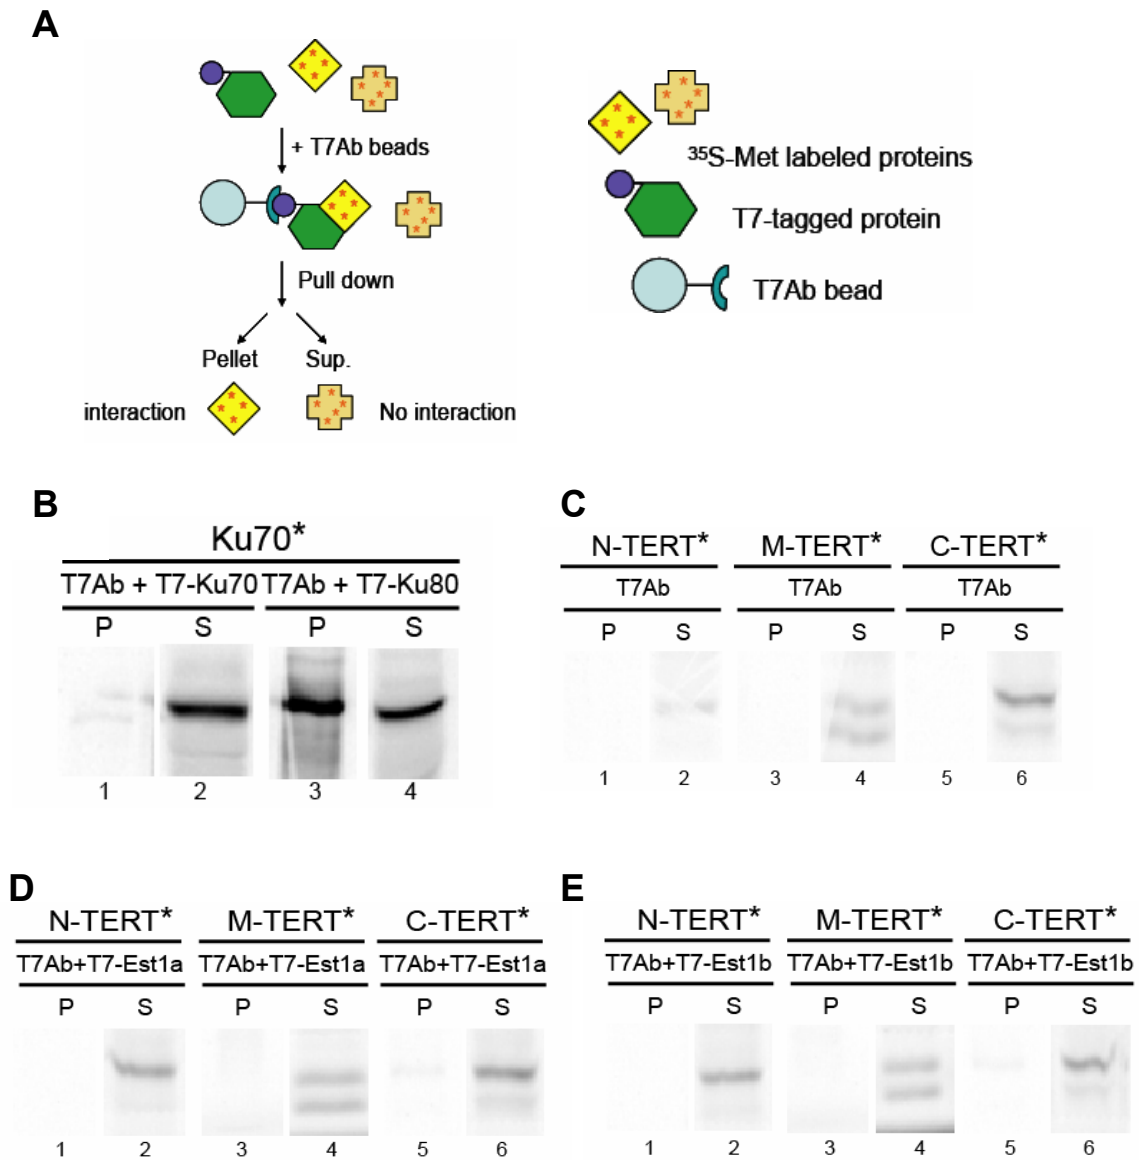 A
+ T7Ab beads
Pull down
Pellet Sup.
interaction No interaction
35S-Met labeled proteins
T7-tagged protein
T7Ab bead
B
Ku70*
T7Ab + T7-Ku70 T7Ab + T7-Ku80
P S P S
1 2 3 4
C
N-TERT* M-TERT* C-TERT*
T7Ab T7Ab T7Ab
P S P S P S
1 2 3 4 5 6
D
N-TERT* M-TERT* C-TERT*
T7Ab+T7-Est1a T7Ab+T7-Est1a T7Ab+T7-Est1a
P S P S P S
1 2 3 4 5 6
E
N-TERT* M-TERT* C-TERT*
T7Ab+T7-Est1b T7Ab+T7-Est1b T7Ab+T7-Est1b
P S P S P S
1 2 3 4 5 6